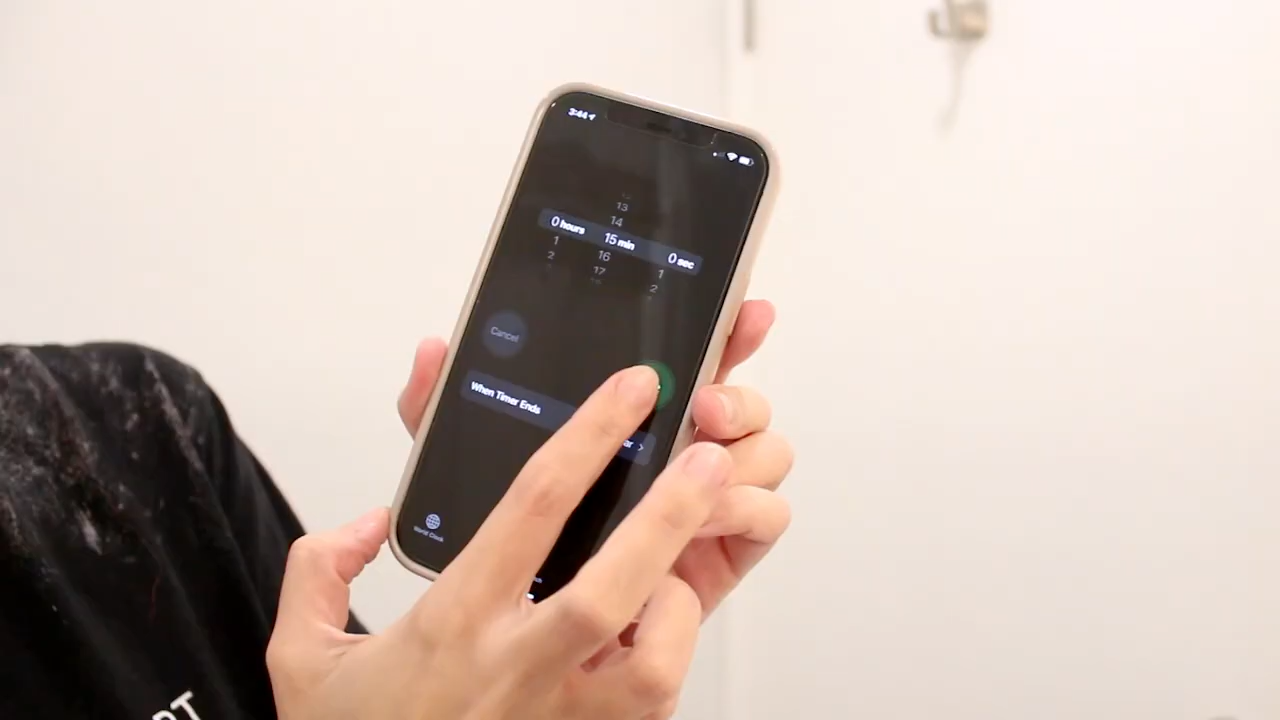 3:44
13
14
0 hours 15 min 0 sec
1 16 1
2 17 2
Cancel
When Timer Ends
World Clock